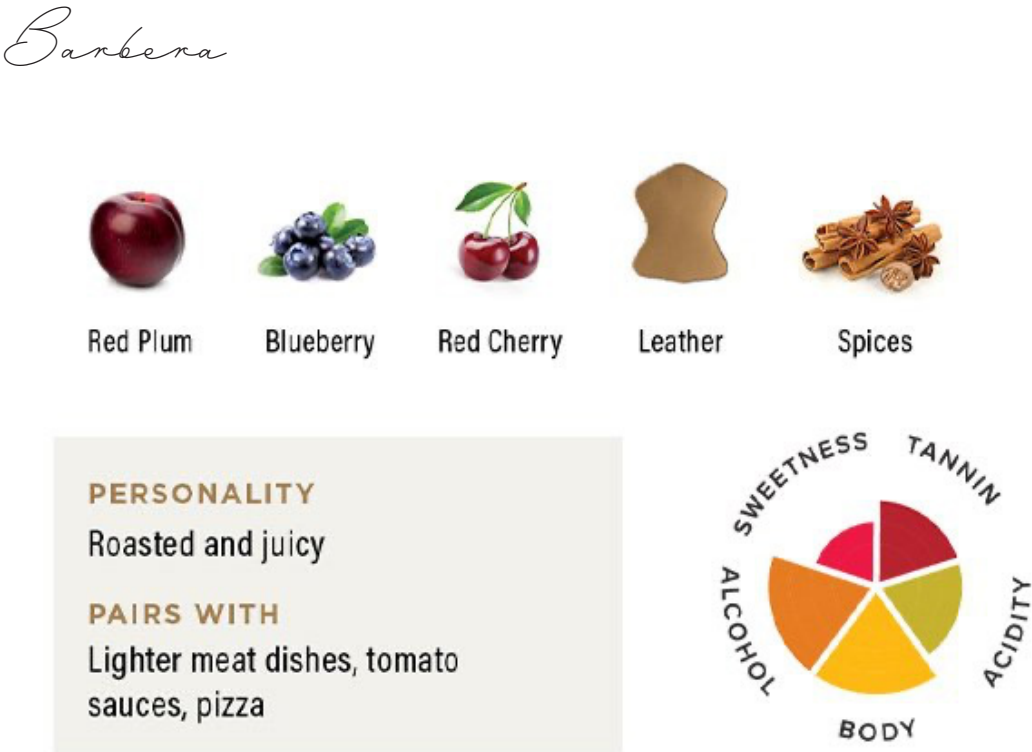 Barbera
Red Plum
Blueberry
Red Cherry
Leather
Spices
PERSONALITY
Roasted and juicy
PAIRS WITH
Lighter meat dishes, tomato
sauces, pizza
SWEETNESS
TANNIN
ALCOHOL
ACIDITY
BODY